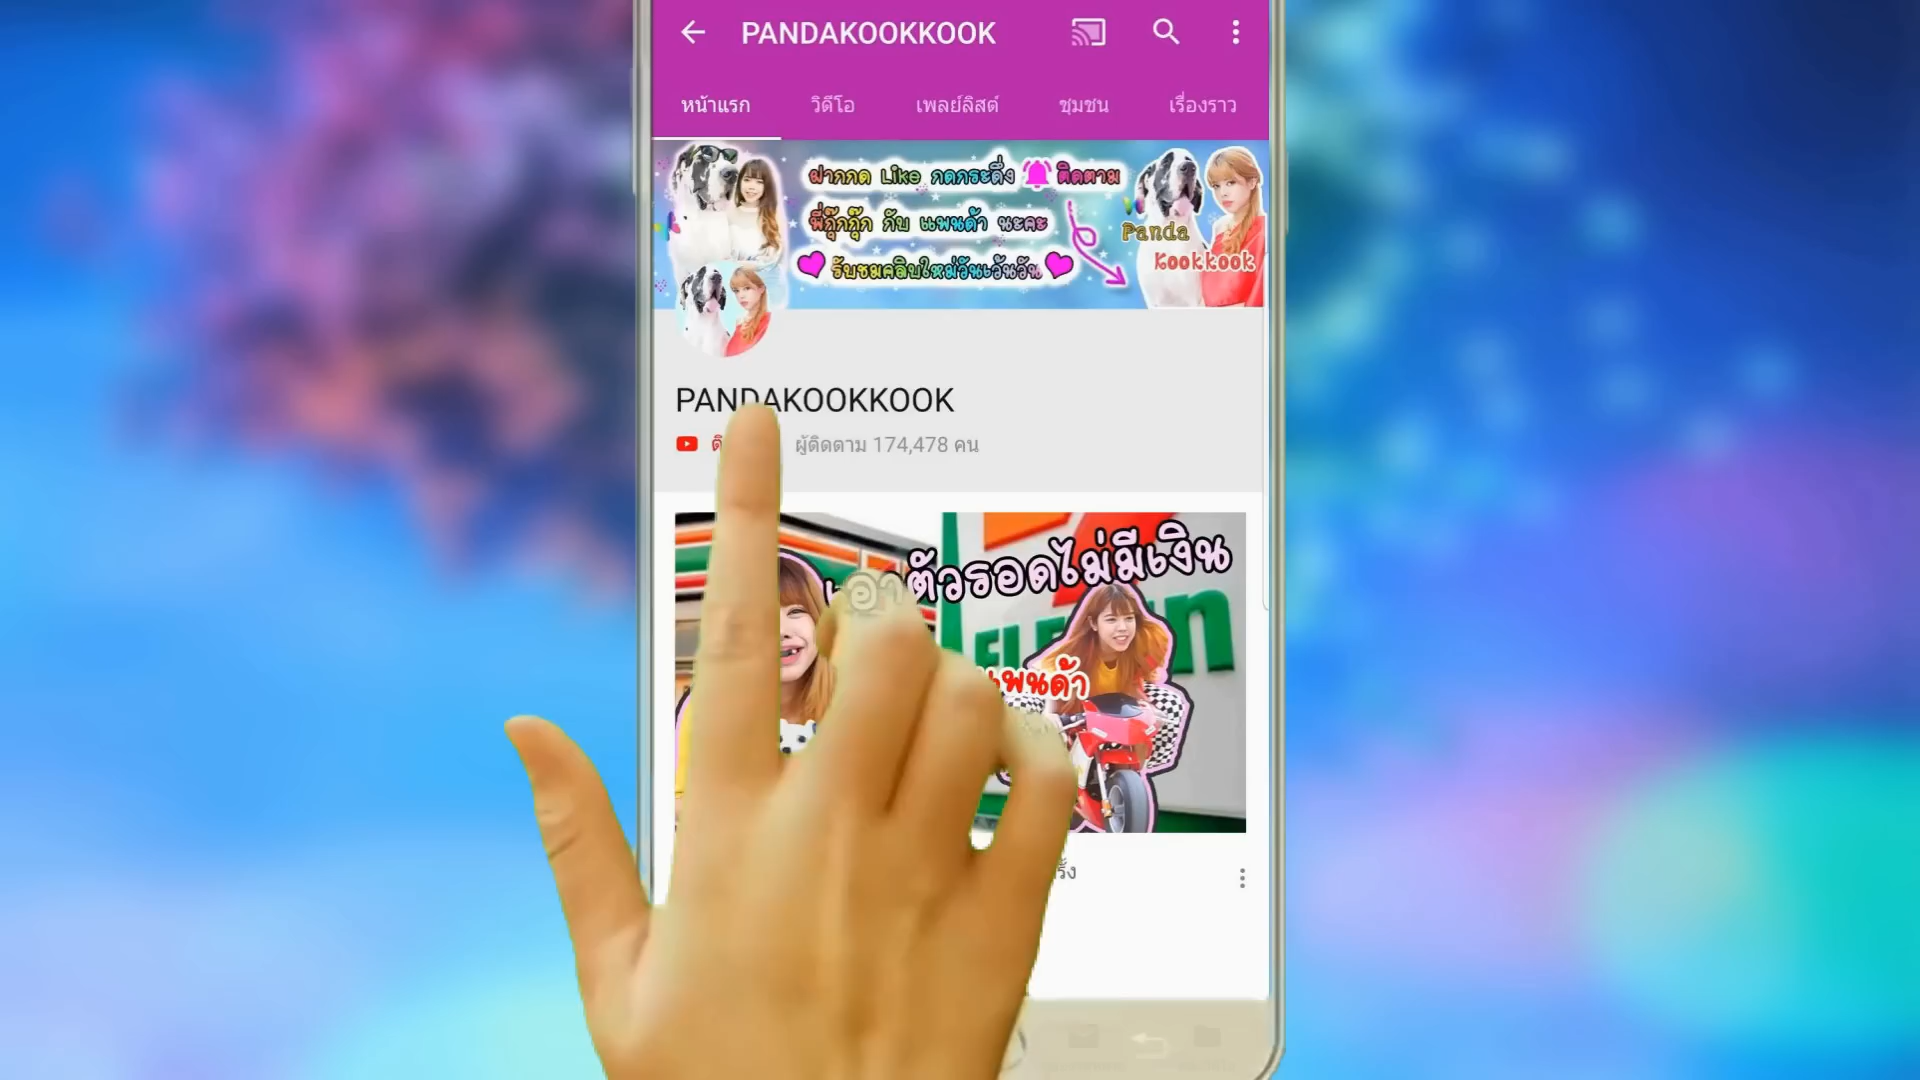 PANDAKOOKKOOK
หน้าแรก วิดีโอ เพลย์ลิสต์ ชุมชน เรื่องราว
ฝากกด Like กดกระดิ่ง ติดตาม
พี่กุ๊กกุ๊ก กับ แพนด้า นะคะ
รับชมคลิปใหม่วันเว้นวัน
Panda
Kookkook
PANDAKOOKKOOK
ผู้ติดตาม 174,478 คน
เอาตัวรอดไม่มีเงิน
แพนด้า